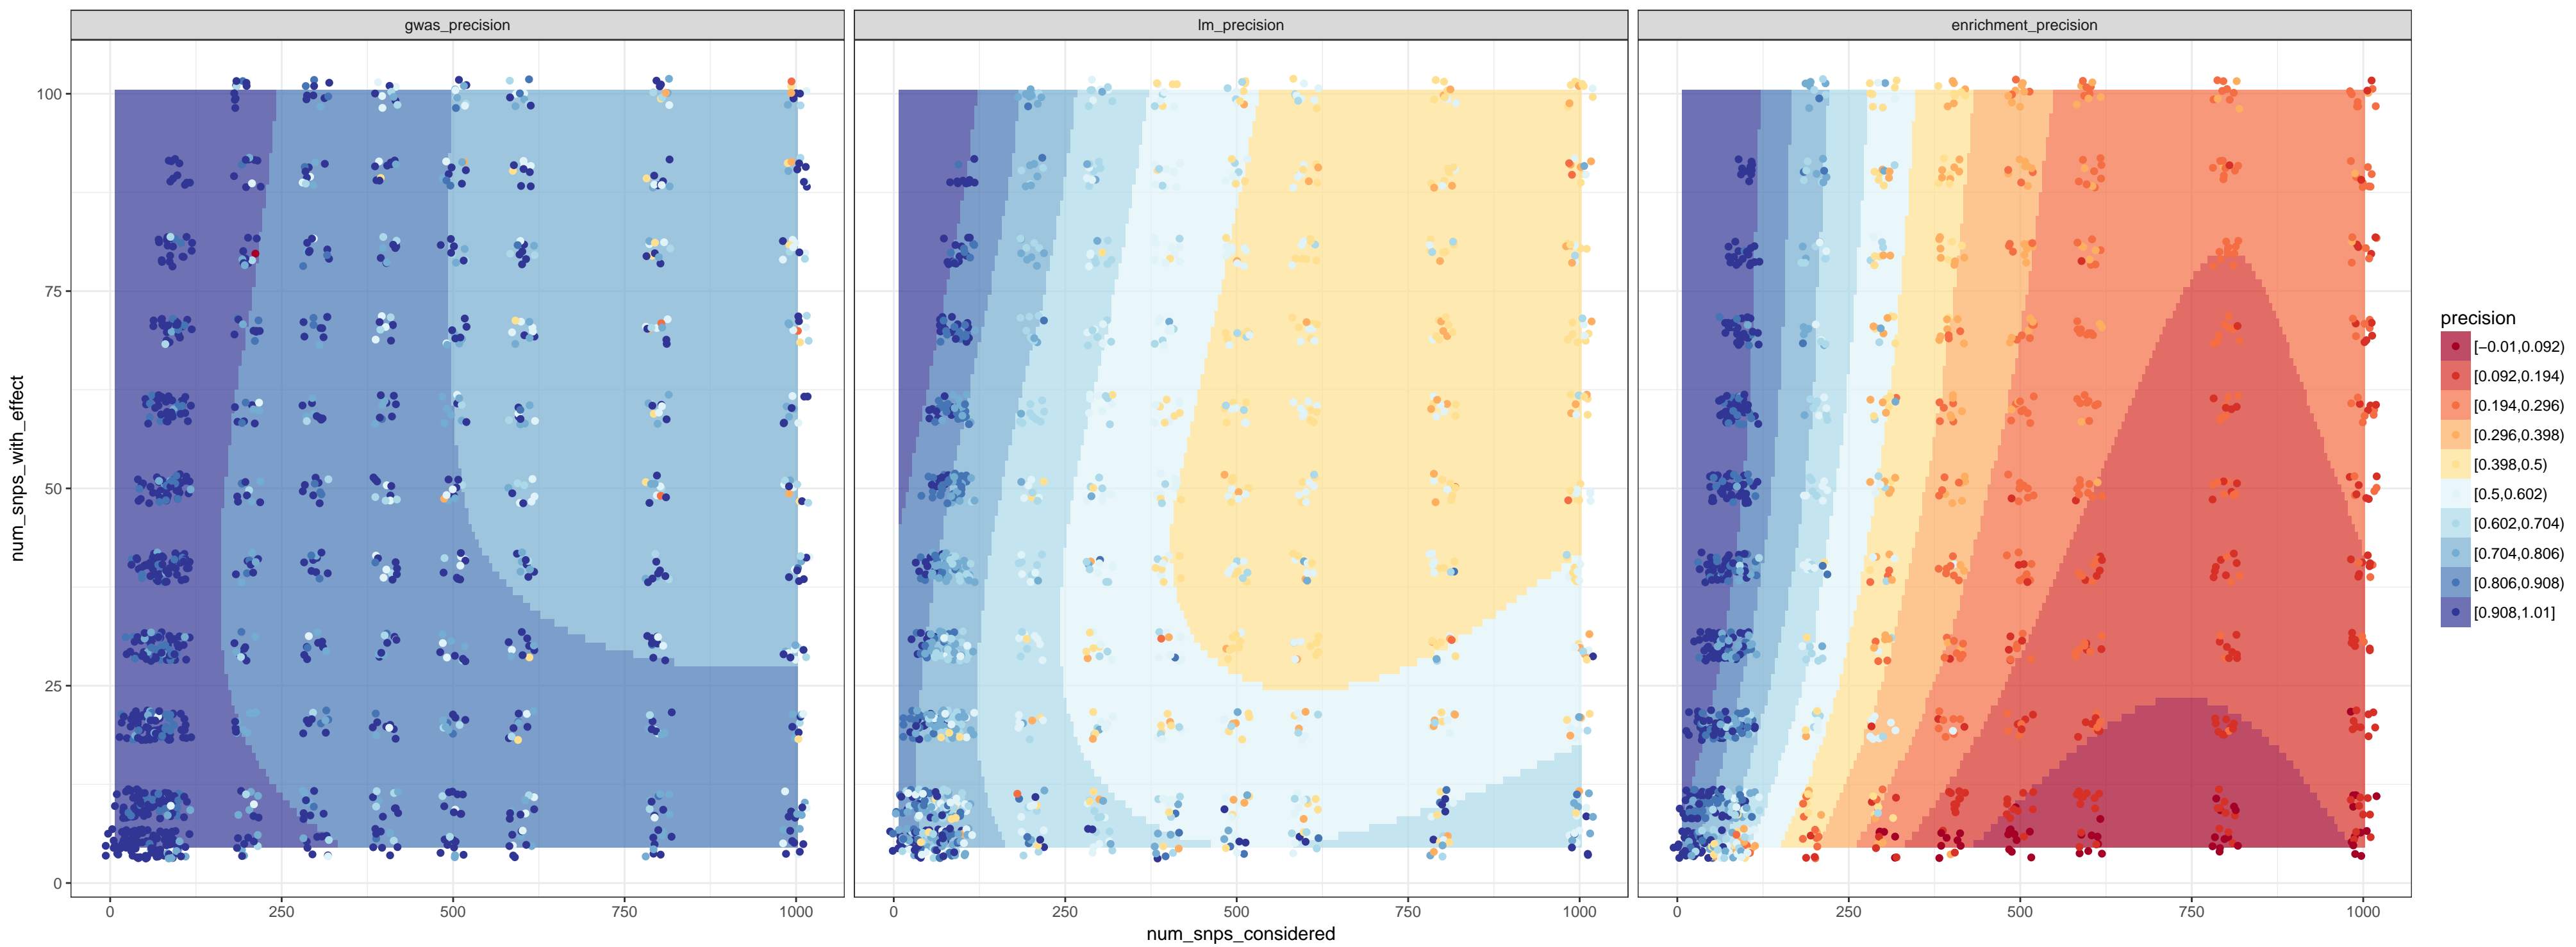 gwas_precision
lm_precision
enrichment_precision
num_snps_with_effect
100
75
50
25
0
0 250 500 750 1000
0 250 500 750 1000
0 250 500 750 1000
num_snps_considered
precision
[−0.01,0.092)
[0.092,0.194)
[0.194,0.296)
[0.296,0.398)
[0.398,0.5)
[0.5,0.602)
[0.602,0.704)
[0.704,0.806)
[0.806,0.908)
[0.908,1.01]